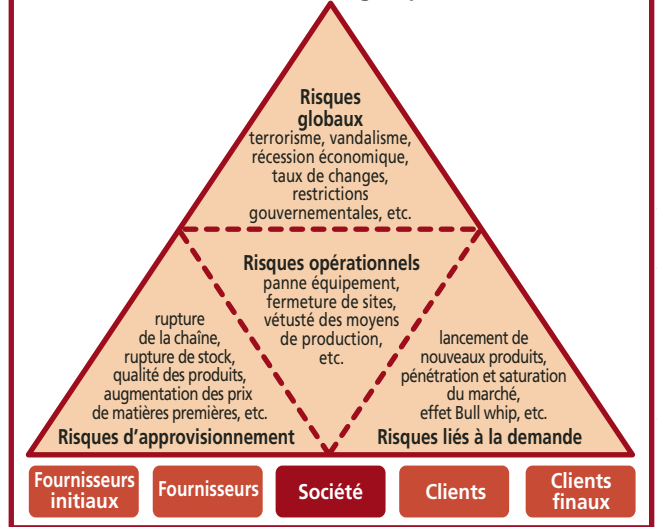 Risques
globaux
terrorisme, vandalisme,
récession économique,
taux de changes,
restrictions
gouvernementales, etc.
Risques opérationnels
panne équipement,
fermeture de sites,
vétusté des moyens
de production,
etc.
rupture
de la chaîne,
rupture de stock,
qualité des produits,
augmentation des prix
de matières premières, etc.
Risques d’approvisionnement
lancement de
nouveaux produits,
pénétration et saturation
du marché,
effet Bull whip, etc.
Risques liés à la demande
Fournisseurs
initiaux
Fournisseurs
Société
Clients
Clients
finaux